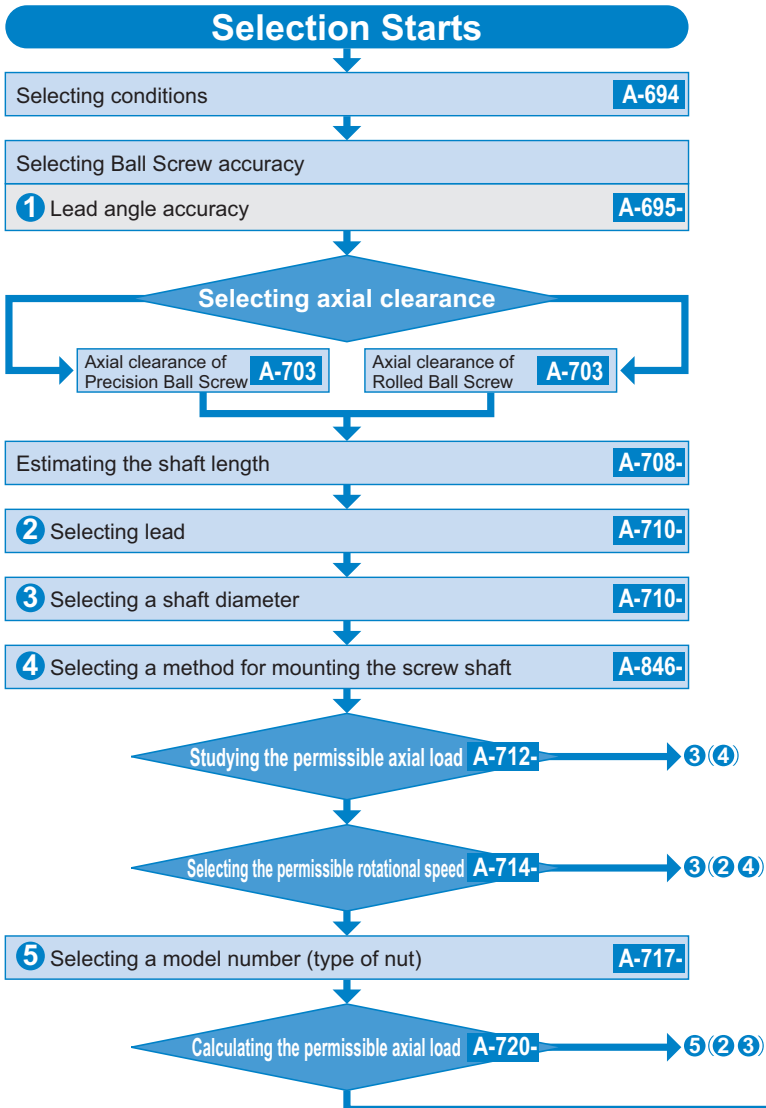 Selection Starts
Selecting conditions A-694
Selecting Ball Screw accuracy
1 Lead angle accuracy A-695-
Selecting axial clearance
Axial clearance of
Precision Ball Screw A-703
Axial clearance of
Rolled Ball Screw A-703
Estimating the shaft length A-708-
2 Selecting lead A-710-
3 Selecting a shaft diameter A-710-
4 Selecting a method for mounting the screw shaft A-846-
Studying the permissible axial load A-712- 3(4)
Selecting the permissible rotational speed A-714- 3(2 4)
5 Selecting a model number (type of nut) A-717-
Calculating the permissible axial load A-720- 5(2 3)